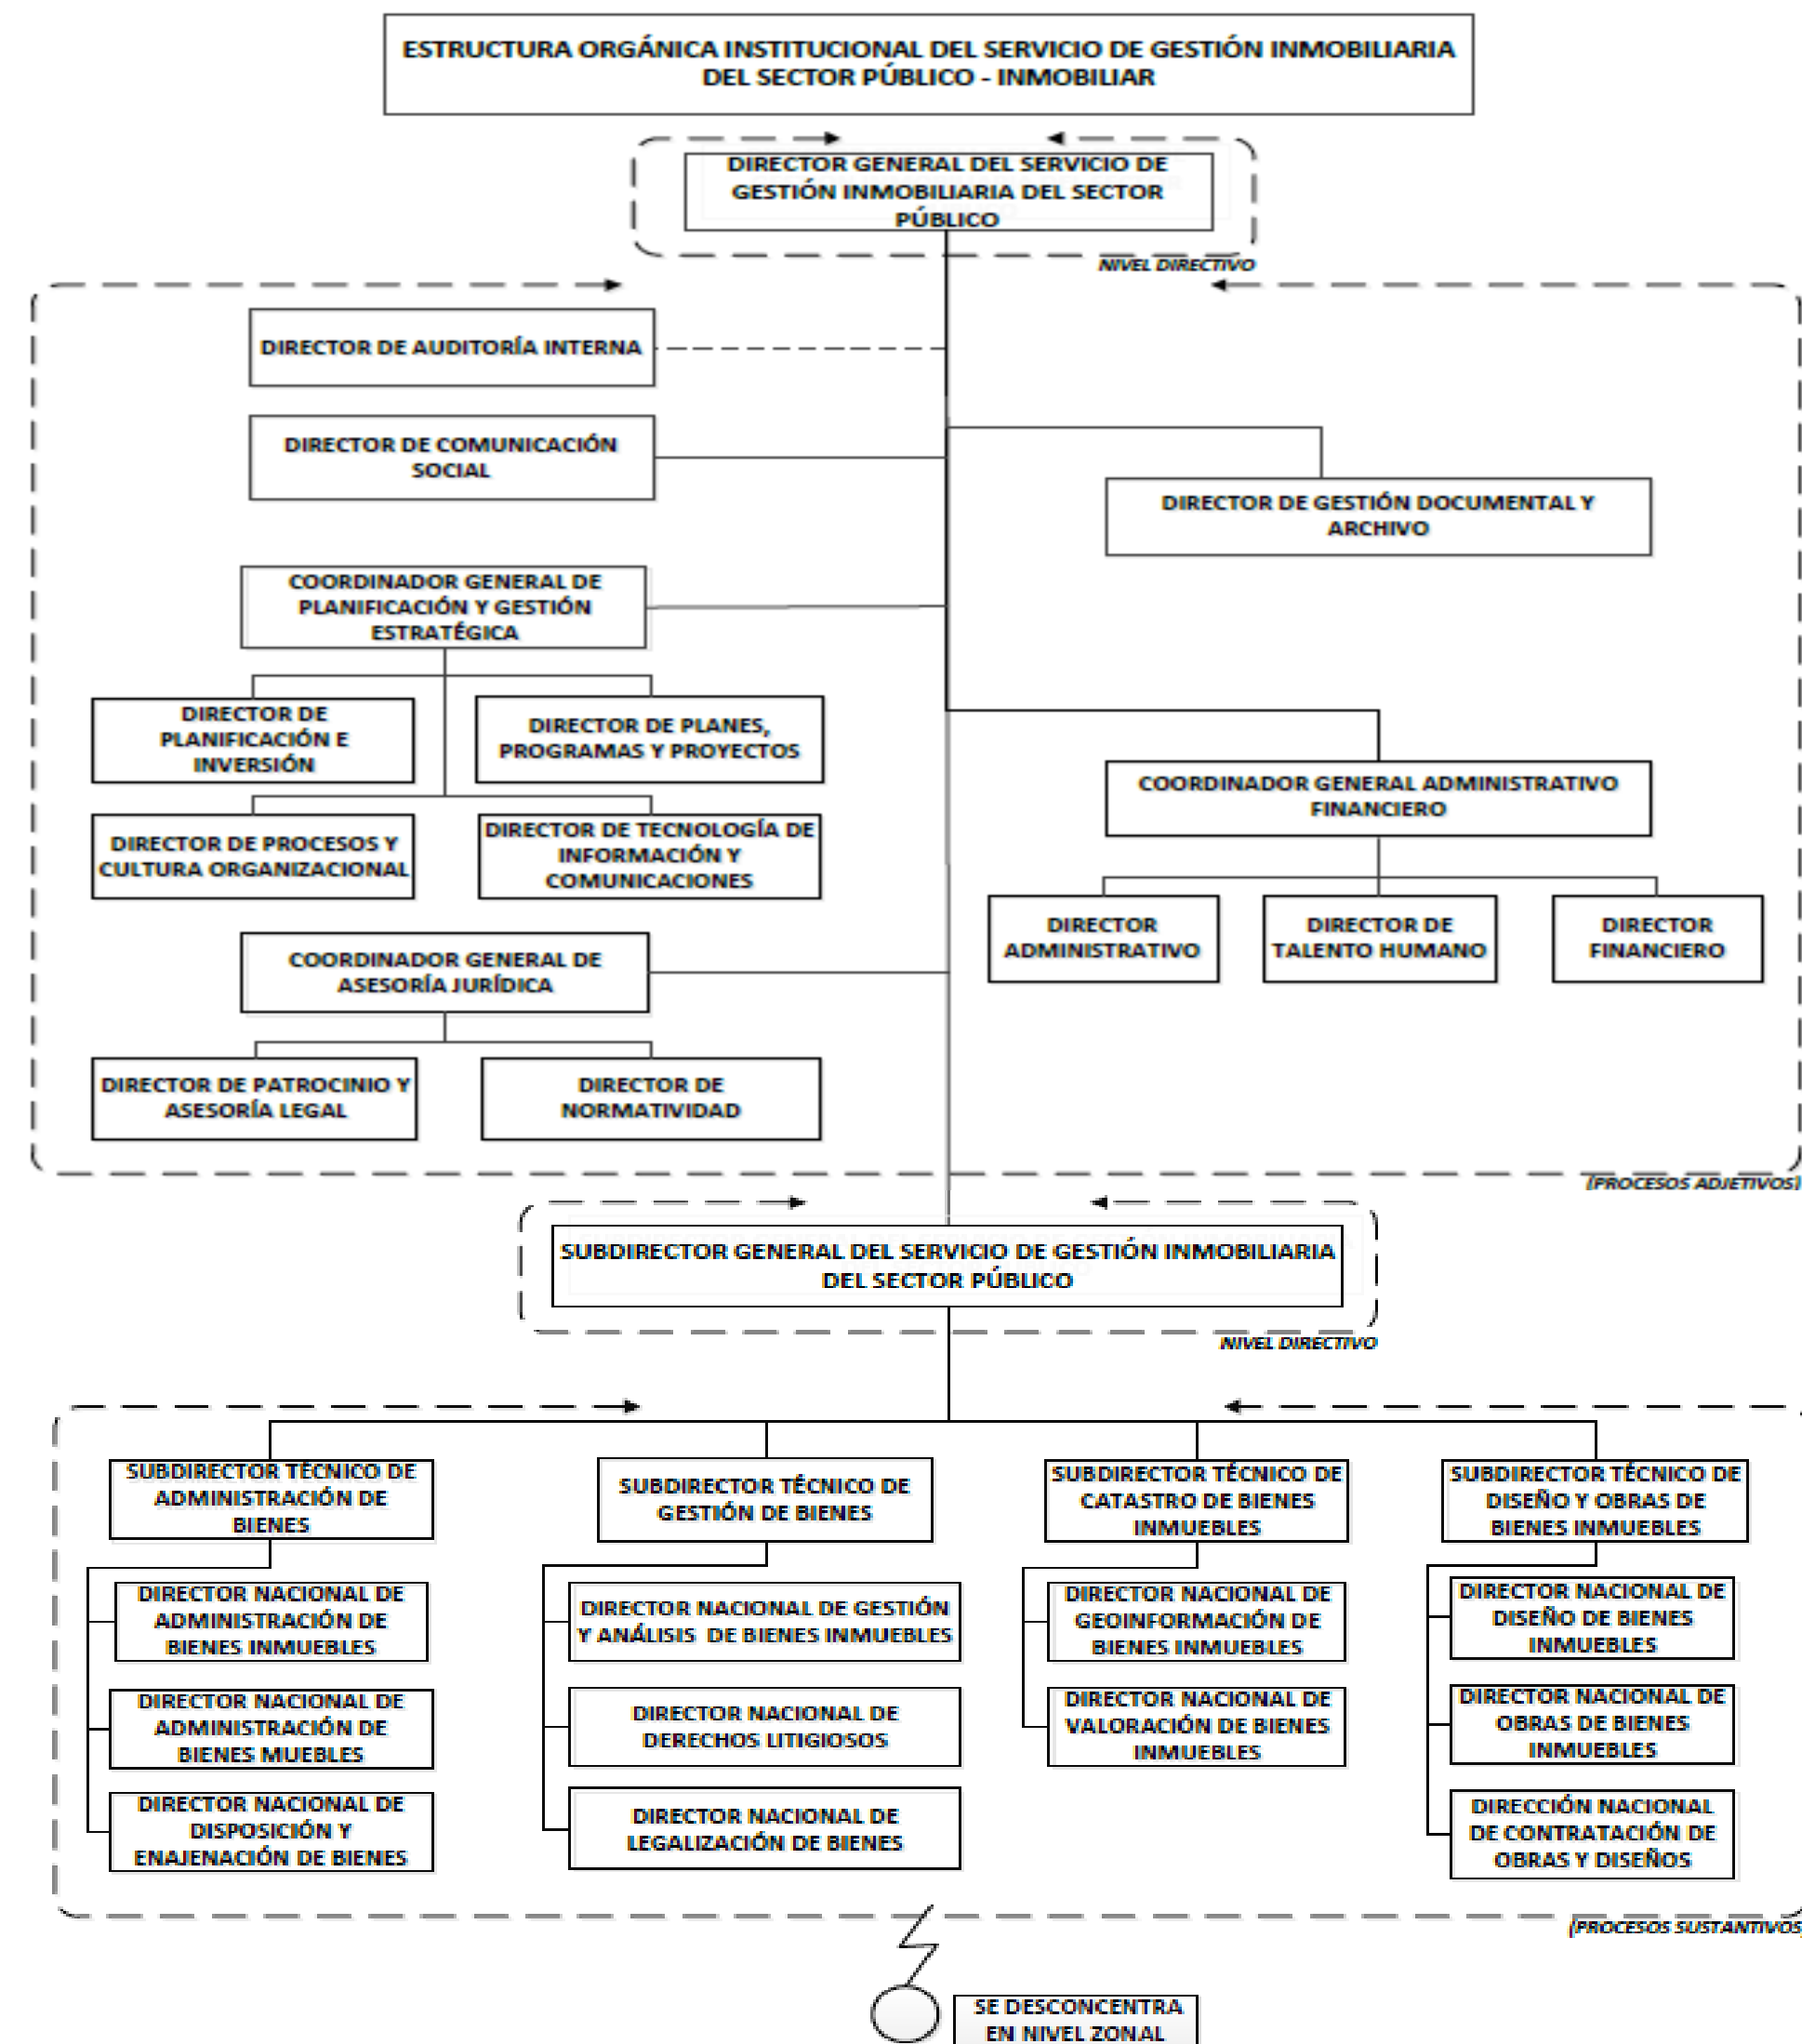 ESTRUCTURA ORGÁNICA INSTITUCIONAL DEL SERVICIO DE GESTIÓN INMOBILIARIA
DEL SECTOR PÚBLICO - INMOBILIAR
DIRECTOR GENERAL DEL SERVICIO DE
GESTIÓN INMOBILIARIA DEL SECTOR
PÚBLICO
NIVEL DIRECTIVO
DIRECTOR DE AUDITORÍA INTERNA
DIRECTOR DE COMUNICACIÓN
SOCIAL
DIRECTOR DE GESTIÓN DOCUMENTAL Y
ARCHIVO
COORDINADOR GENERAL DE
PLANIFICACIÓN Y GESTIÓN
ESTRATÉGICA
DIRECTOR DE
PLANIFICACIÓN E
INVERSIÓN
DIRECTOR DE PLANES,
PROGRAMAS Y PROYECTOS
DIRECTOR DE PROCESOS Y
CULTURA ORGANIZACIONAL
DIRECTOR DE TECNOLOGÍA DE
INFORMACIÓN Y
COMUNICACIONES
COORDINADOR GENERAL ADMINISTRATIVO
FINANCIERO
DIRECTOR
ADMINISTRATIVO
DIRECTOR DE
TALENTO HUMANO
DIRECTOR
FINANCIERO
COORDINADOR GENERAL DE
ASESORÍA JURÍDICA
DIRECTOR DE PATROCINIO Y
ASESORÍA LEGAL
DIRECTOR DE
NORMATIVIDAD
(PROCESOS ADJETIVOS)
SUBDIRECTOR GENERAL DEL SERVICIO DE GESTIÓN INMOBILIARIA
DEL SECTOR PÚBLICO
NIVEL DIRECTIVO
SUBDIRECTOR TÉCNICO DE
ADMINISTRACIÓN DE
BIENES
DIRECTOR NACIONAL DE
ADMINISTRACIÓN DE
BIENES INMUEBLES
DIRECTOR NACIONAL DE
ADMINISTRACIÓN DE
BIENES MUEBLES
DIRECTOR NACIONAL DE
DISPOSICIÓN Y
ENAJENACIÓN DE BIENES
SUBDIRECTOR TÉCNICO DE
GESTIÓN DE BIENES
DIRECTOR NACIONAL DE GESTIÓN
Y ANÁLISIS DE BIENES INMUEBLES
DIRECTOR NACIONAL DE
DERECHOS LITIGIOSOS
DIRECTOR NACIONAL DE
LEGALIZACIÓN DE BIENES
SUBDIRECTOR TÉCNICO DE
CATASTRO DE BIENES
INMUEBLES
DIRECTOR NACIONAL DE
GEOINFORMACIÓN DE
BIENES INMUEBLES
DIRECTOR NACIONAL DE
VALORACIÓN DE BIENES
INMUEBLES
SUBDIRECTOR TÉCNICO DE
DISEÑO Y OBRAS DE
BIENES INMUEBLES
DIRECTOR NACIONAL DE
DISEÑO DE BIENES
INMUEBLES
DIRECTOR NACIONAL DE
OBRAS DE BIENES
INMUEBLES
DIRECCIÓN NACIONAL
DE CONTRATACIÓN DE
OBRAS Y DISEÑOS
(PROCESOS SUSTANTIVOS)
SE DESCONCENTRA
EN NIVEL ZONAL